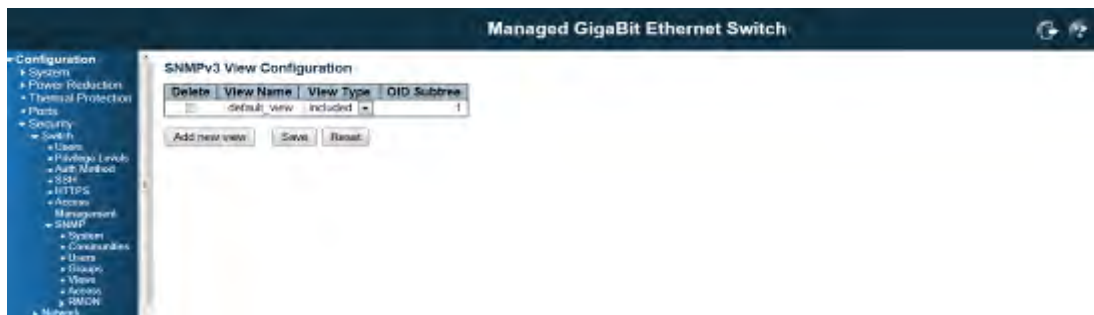 Managed GigaBit Ethernet Switch
Configuration
System
Power Reduction
Thermal Protection
Ports
Security
Switch
Users
Privilege Levels
Auth Method
SSH
HTTPS
Access
Management
SNMP
System
Communities
Users
Groups
Views
Access
RMON
Network
SNMPv3 View Configuration
Delete View Name View Type OID Subtree
default_view included 1
Add new view Save Reset